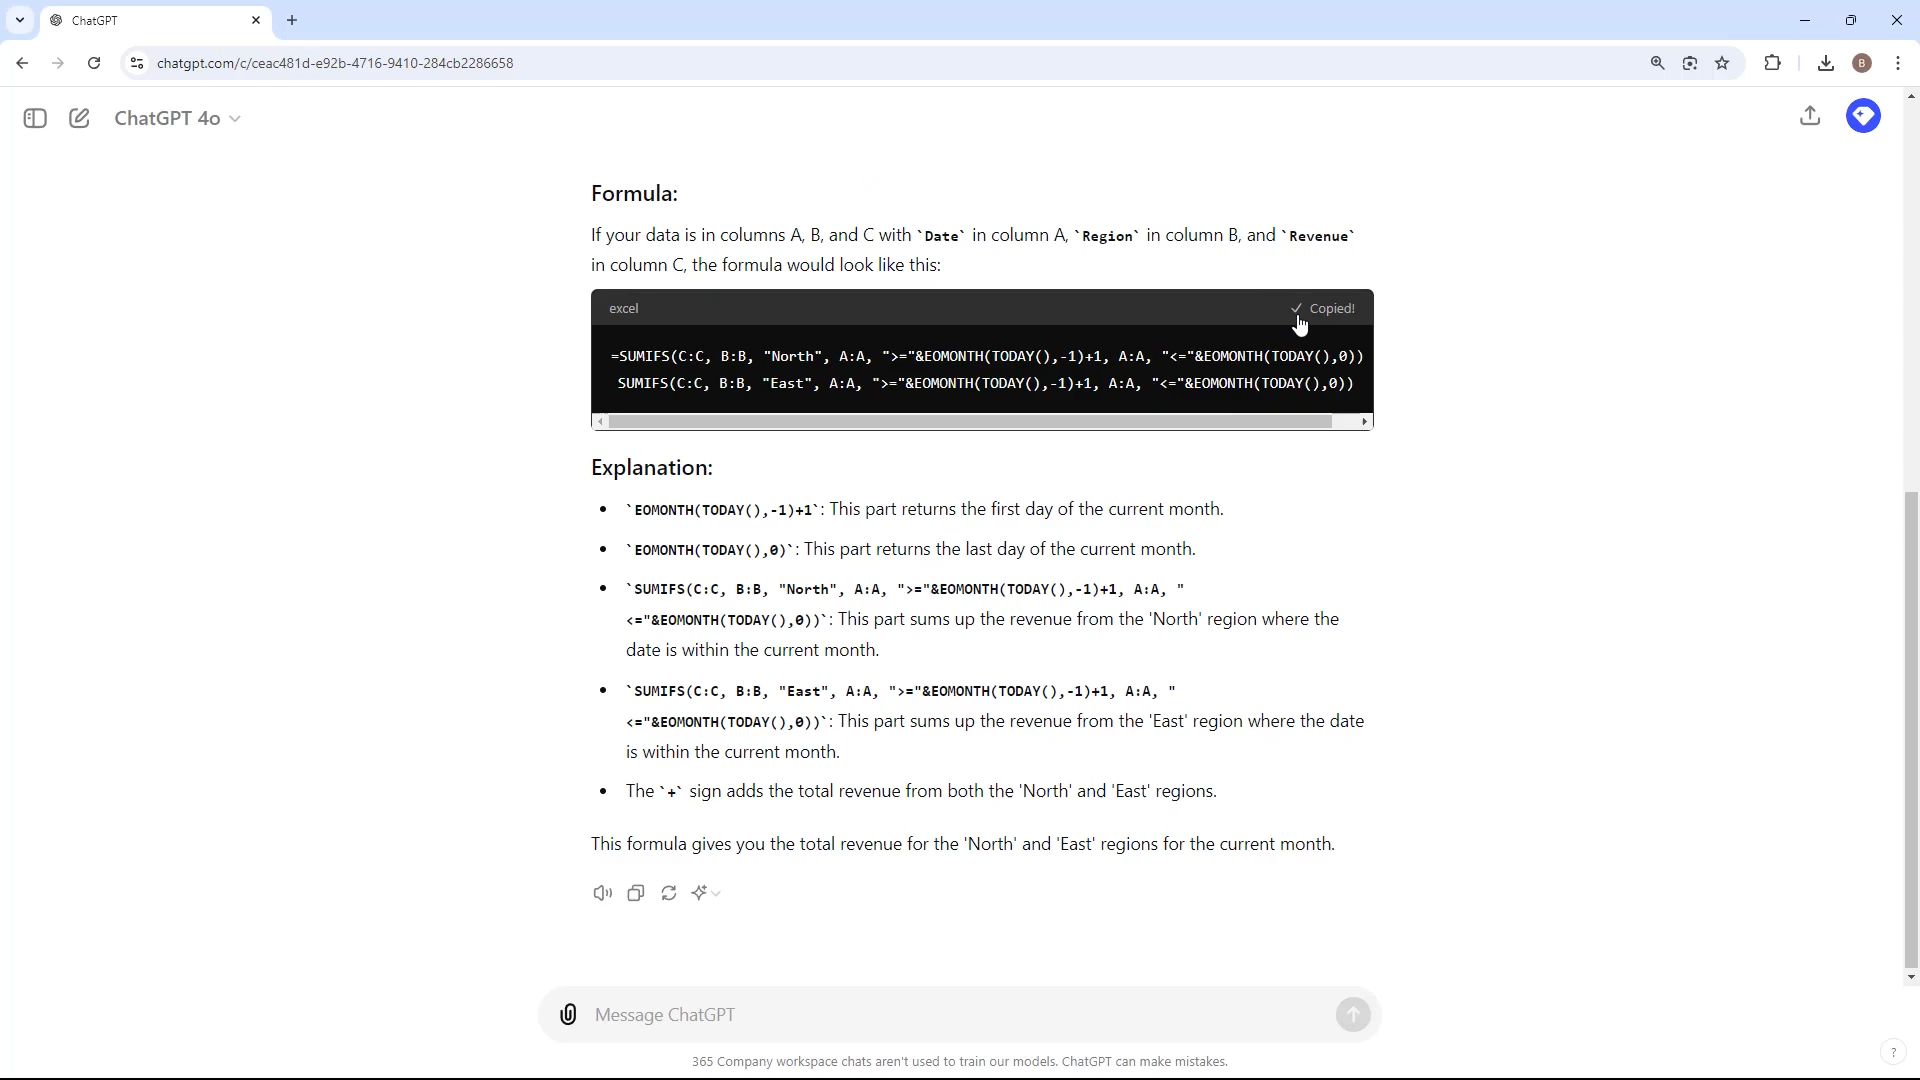 ChatGPT
chatgpt.com/c/ceac481d-e92b-4716-9410-284cb2286658
B
ChatGPT 4o
Formula:
If your data is in columns A, B, and C with `Date` in column A, `Region` in column B, and `Revenue`
in column C, the formula would look like this:
excel
Copied!
=SUMIFS(C:C, B:B, "North", A:A, ">="&EOMONTH(TODAY(),-1)+1, A:A, "<="&EOMONTH(TODAY(),0))
SUMIFS(C:C, B:B, "East", A:A, ">="&EOMONTH(TODAY(),-1)+1, A:A, "<="&EOMONTH(TODAY(),0))
Explanation:
• `EOMONTH(TODAY(),-1)+1`: This part returns the first day of the current month.
• `EOMONTH(TODAY(),0)`: This part returns the last day of the current month.
• `SUMIFS(C:C, B:B, "North", A:A, ">="&EOMONTH(TODAY(),-1)+1, A:A, "
<="&EOMONTH(TODAY(),0))`: This part sums up the revenue from the 'North' region where the
date is within the current month.
• `SUMIFS(C:C, B:B, "East", A:A, ">="&EOMONTH(TODAY(),-1)+1, A:A, "
<="&EOMONTH(TODAY(),0))`: This part sums up the revenue from the 'East' region where the date
is within the current month.
• The `+` sign adds the total revenue from both the 'North' and 'East' regions.
This formula gives you the total revenue for the 'North' and 'East' regions for the current month.
Message ChatGPT
365 Company workspace chats aren't used to train our models. ChatGPT can make mistakes.
?